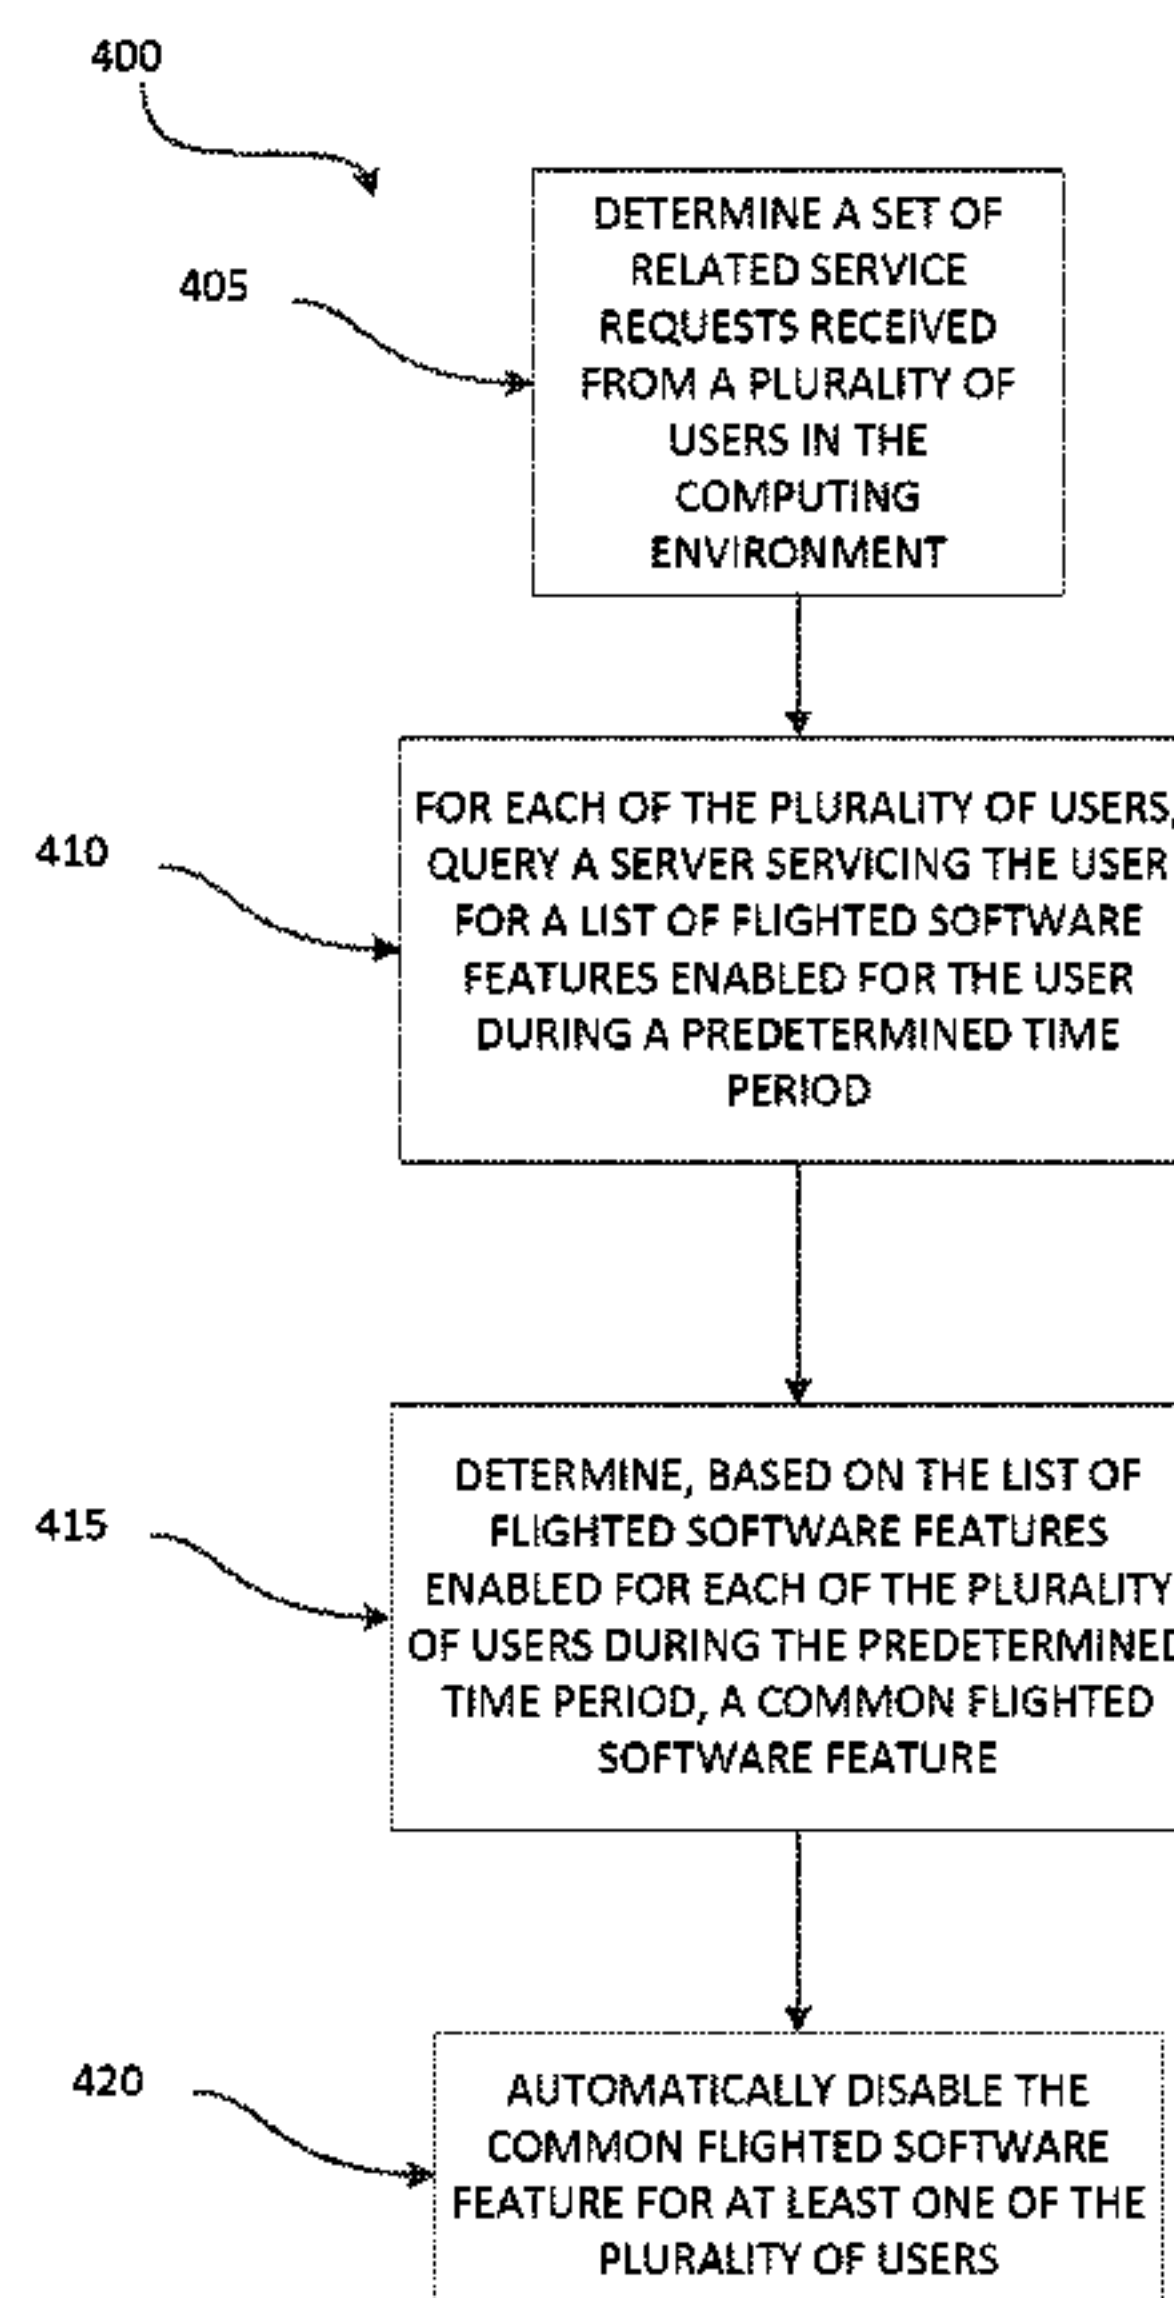 400
405
DETERMINE A SET OF
RELATED SERVICE
REQUESTS RECEIVED
FROM A PLURALITY OF
USERS IN THE
COMPUTING
ENVIRONMENT
410
FOR EACH OF THE PLURALITY OF USERS,
QUERY A SERVER SERVICING THE USER
FOR A LIST OF FLIGHTED SOFTWARE
FEATURES ENABLED FOR THE USER
DURING A PREDETERMINED TIME
PERIOD
415
DETERMINE, BASED ON THE LIST OF
FLIGHTED SOFTWARE FEATURES
ENABLED FOR EACH OF THE PLURALITY
OF USERS DURING THE PREDETERMINED
TIME PERIOD, A COMMON FLIGHTED
SOFTWARE FEATURE
420
AUTOMATICALLY DISABLE THE
COMMON FLIGHTED SOFTWARE
FEATURE FOR AT LEAST ONE OF THE
PLURALITY OF USERS